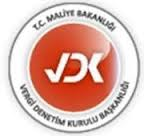 T.C. MALİYE BAKANLIĞI
VDK
VERGİ DENETİM KURULU BAŞKANLIĞI